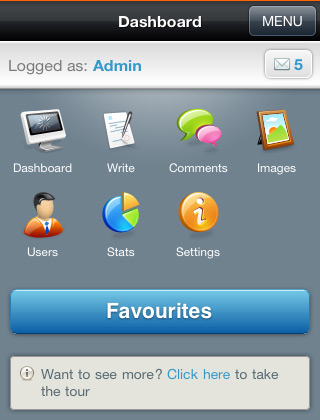 Dashboard
MENU
Logged as: Admin
5
Dashboard
Write
Comments
Images
Users
Stats
Settings
Favourites
Want to see more? Click here to take
the tour